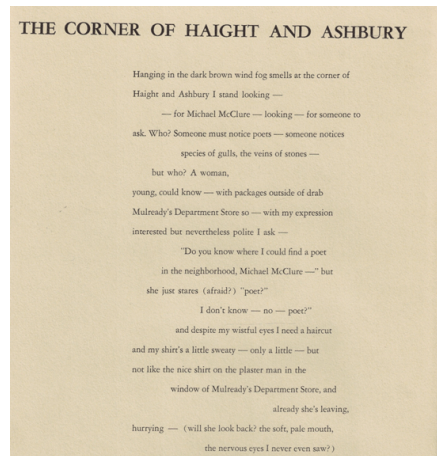 THE CORNER OF HAIGHT AND ASHBURY
Hanging in the dark brown wind fog smells at the corner of
Haight and Ashbury I stand looking —
— for Michael McClure — looking — for someone to
ask. Who? Someone must notice poets — someone notices
species of gulls, the veins of stones —
but who? A woman,
young, could know — with packages outside of drab
Mulready's Department Store so — with my expression
interested but nevertheless polite I ask —
"Do you know where I could find a poet
in the neighborhood, Michael McClure —" but
she just stares (afraid?) "poet?"
I don't know — no — poet?"
and despite my wistful eyes I need a haircut
and my shirt's a little sweaty — only a little — but
not like the nice shirt on the plaster man in the
window of Mulready's Department Store, and
already she's leaving,
hurrying — (will she look back? the soft, pale mouth,
the nervous eyes I never even saw?)